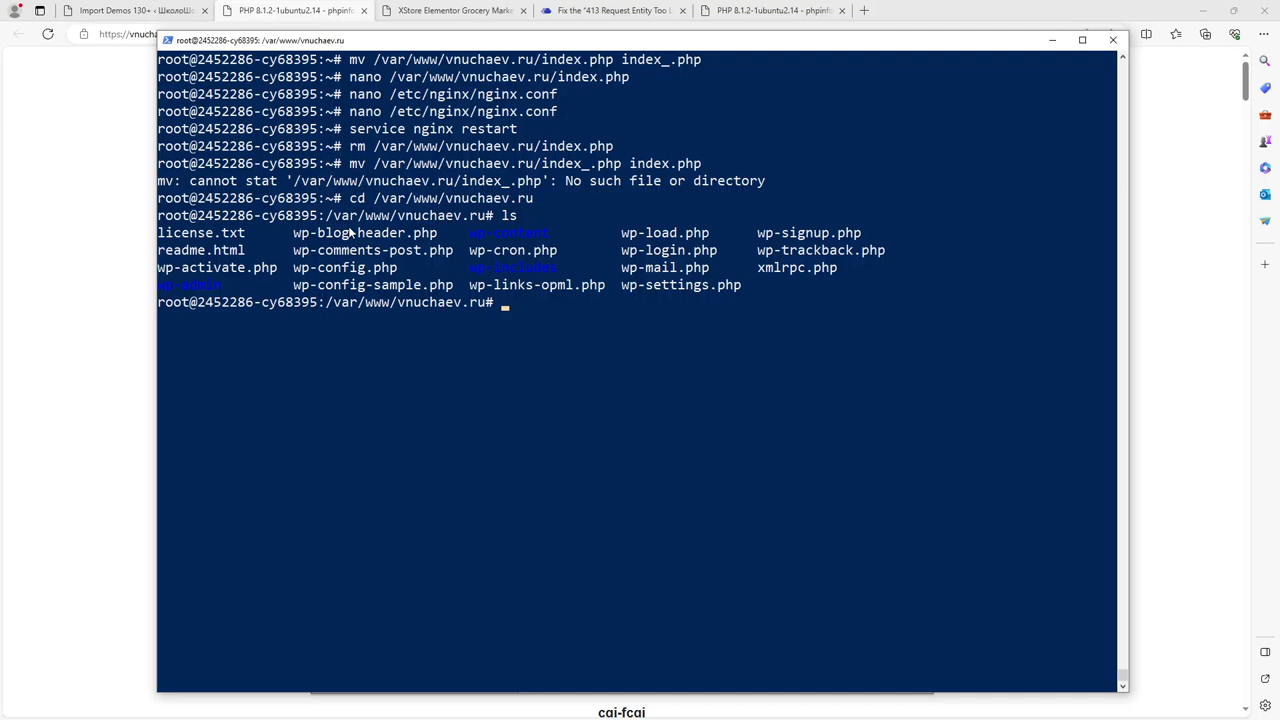 Import Demos 130+ ‹ ШколоШо
PHP 8.1.2-1ubuntu2.14 - phpinfo
XStore Elementor Grocery Marke
Fix the "413 Request Entity Too L
PHP 8.1.2-1ubuntu2.14 - phpinfo
https://vnucha
root@2452286-cy68395: /var/www/vnuchaev.ru
root@2452286-cy68395:~# mv /var/www/vnuchaev.ru/index.php index_.php
root@2452286-cy68395:~# nano /var/www/vnuchaev.ru/index.php
root@2452286-cy68395:~# nano /etc/nginx/nginx.conf
root@2452286-cy68395:~# nano /etc/nginx/nginx.conf
root@2452286-cy68395:~# service nginx restart
root@2452286-cy68395:~# rm /var/www/vnuchaev.ru/index.php
root@2452286-cy68395:~# mv /var/www/vnuchaev.ru/index_.php index.php
mv: cannot stat '/var/www/vnuchaev.ru/index_.php': No such file or directory
root@2452286-cy68395:~# cd /var/www/vnuchaev.ru
root@2452286-cy68395:/var/www/vnuchaev.ru# ls
license.txt wp-blog-header.php wp-content wp-load.php wp-signup.php
readme.html wp-comments-post.php wp-cron.php wp-login.php wp-trackback.php
wp-activate.php wp-config.php wp-includes wp-mail.php xmlrpc.php
wp-admin wp-config-sample.php wp-links-opml.php wp-settings.php
root@2452286-cy68395:/var/www/vnuchaev.ru#
cgi-fcgi